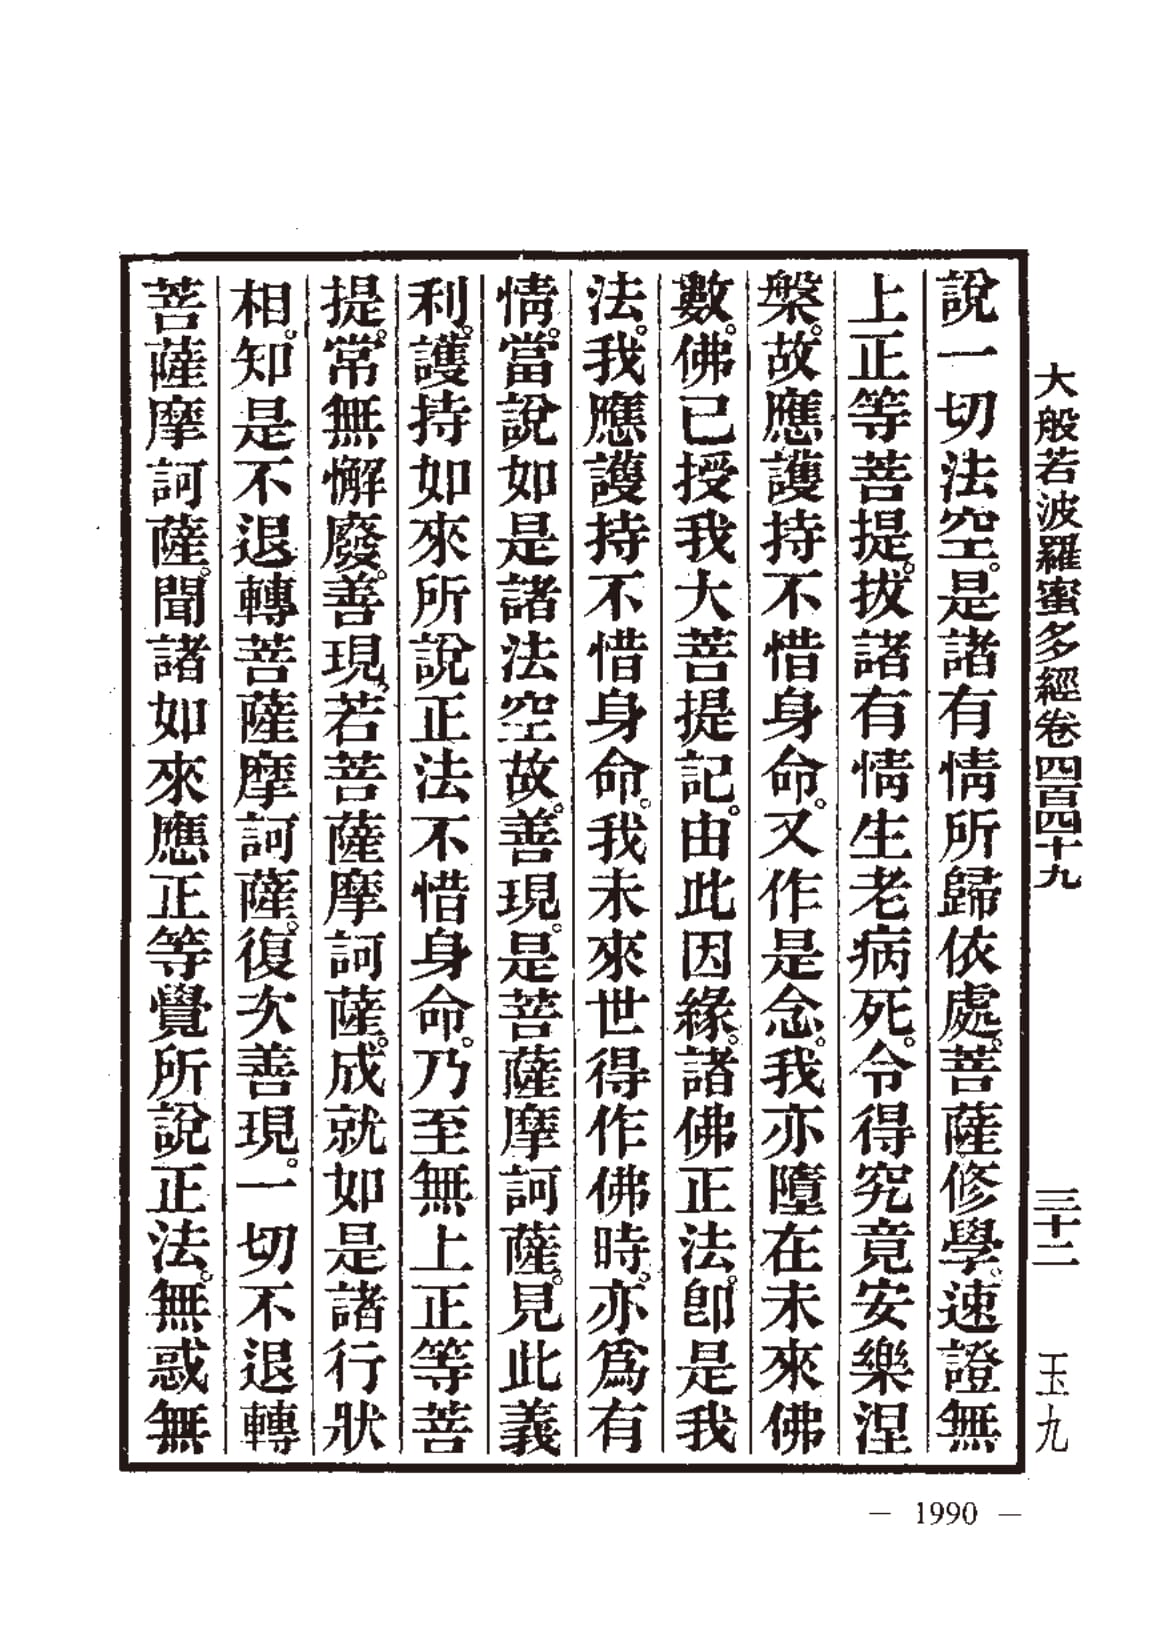 大般若波羅蜜多經卷四百四十九 三十二 玉九
說一切法空。是諸有情所歸依處。菩薩修學。速證無
上正等菩提。拔諸有情生老病死。令得究竟安樂涅
槃。故應護持不惜身命。又作是念。我亦墮在未來佛
數。佛已授我大菩提記。由此因緣。諸佛正法。卽是我
法。我應護持不惜身命。我未來世得作佛時。亦爲有
情。當說如是諸法空故。善現。是菩薩摩訶薩。見此義
利。護持如來所說正法不惜身命。乃至無上正等菩
提。常無懈廢。善現。若菩薩摩訶薩。成就如是諸行狀
相。知是不退轉菩薩摩訶薩。復次善現。一切不退轉
菩薩摩訶薩。聞諸如來應正等覺所說正法。無惑無
— 1990 —